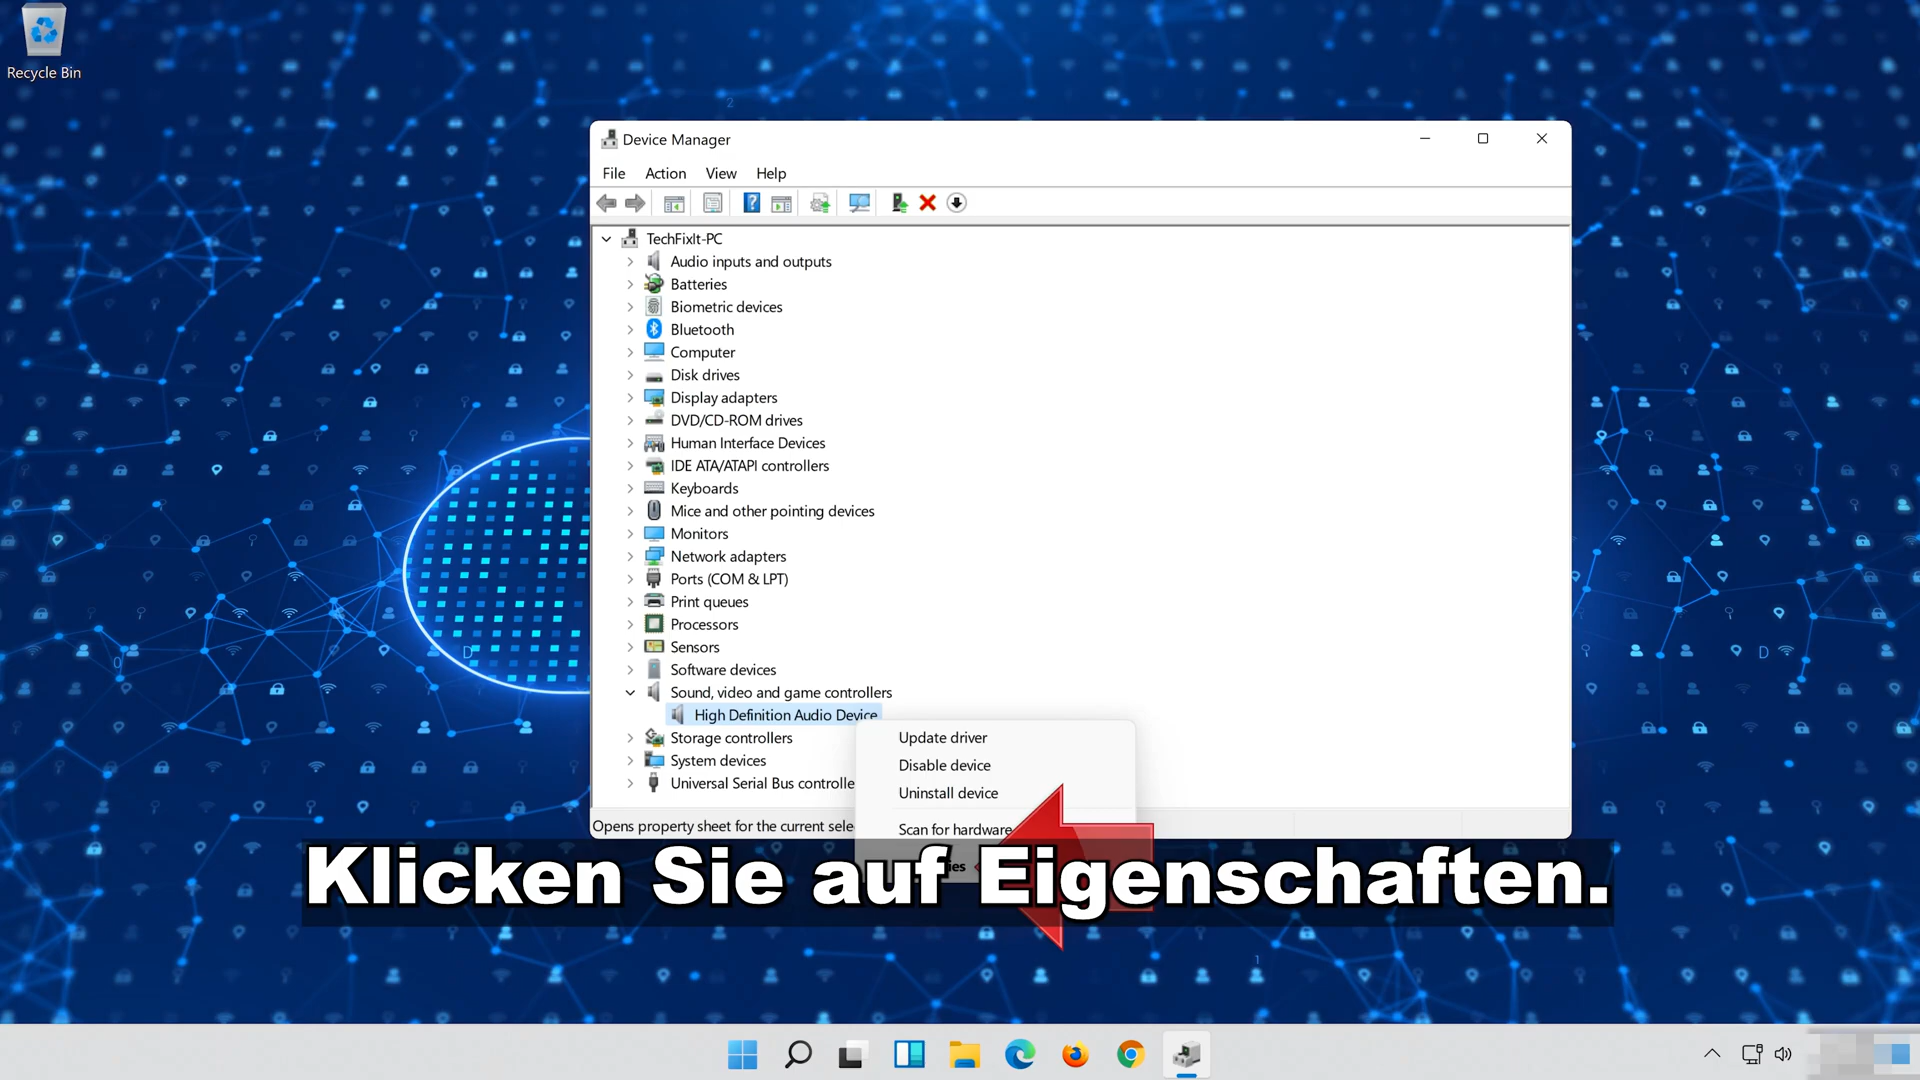 Recycle Bin
Device Manager
File Action View Help
TechFixIt-PC
Audio inputs and outputs
Batteries
Biometric devices
Bluetooth
Computer
Disk drives
Display adapters
DVD/CD-ROM drives
Human Interface Devices
IDE ATA/ATAPI controllers
Keyboards
Mice and other pointing devices
Monitors
Network adapters
Ports (COM & LPT)
Print queues
Processors
Sensors
Software devices
Sound, video and game controllers
High Definition Audio Device
Storage controllers
System devices
Universal Serial Bus controlle
Update driver
Disable device
Uninstall device
Scan for hardware
Opens property sheet for the current sele
Klicken Sie auf Eigenschaften.